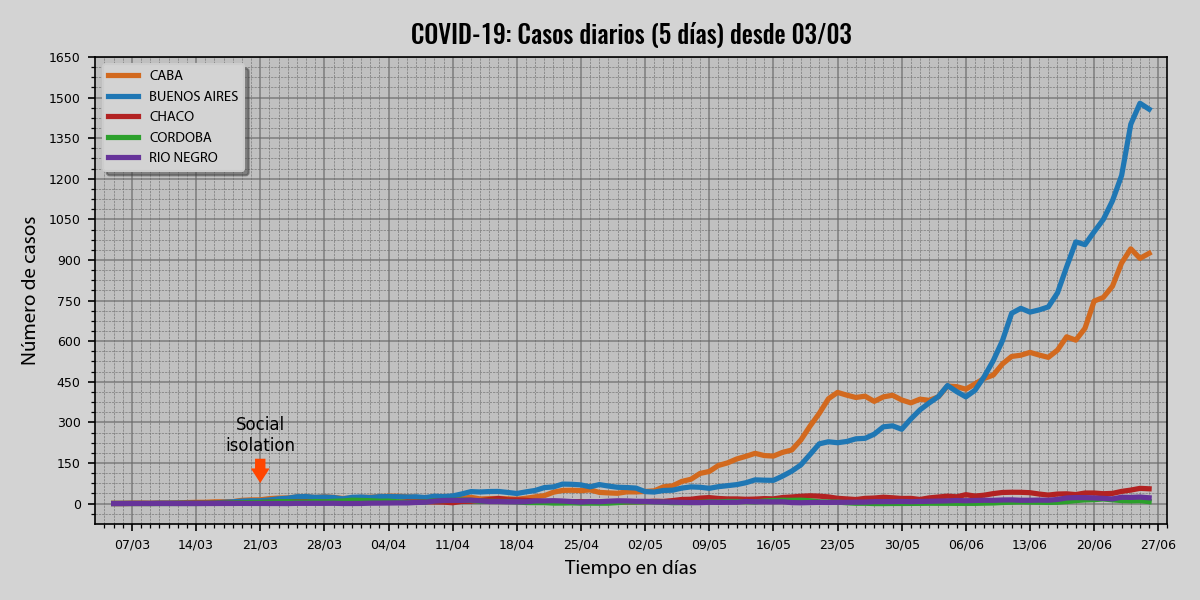 COVID-19: Casos diarios (5 días) desde 03/03
1650
1500
1350
1200
1050
900
750
600
450
300
150
0
Número de casos
CABA
BUENOS AIRES
CHACO
CORDOBA
RIO NEGRO
Social
isolation
07/03 14/03 21/03 28/03 04/04 11/04 18/04 25/04 02/05 09/05 16/05 23/05 30/05 06/06 13/06 20/06 27/06
Tiempo en días